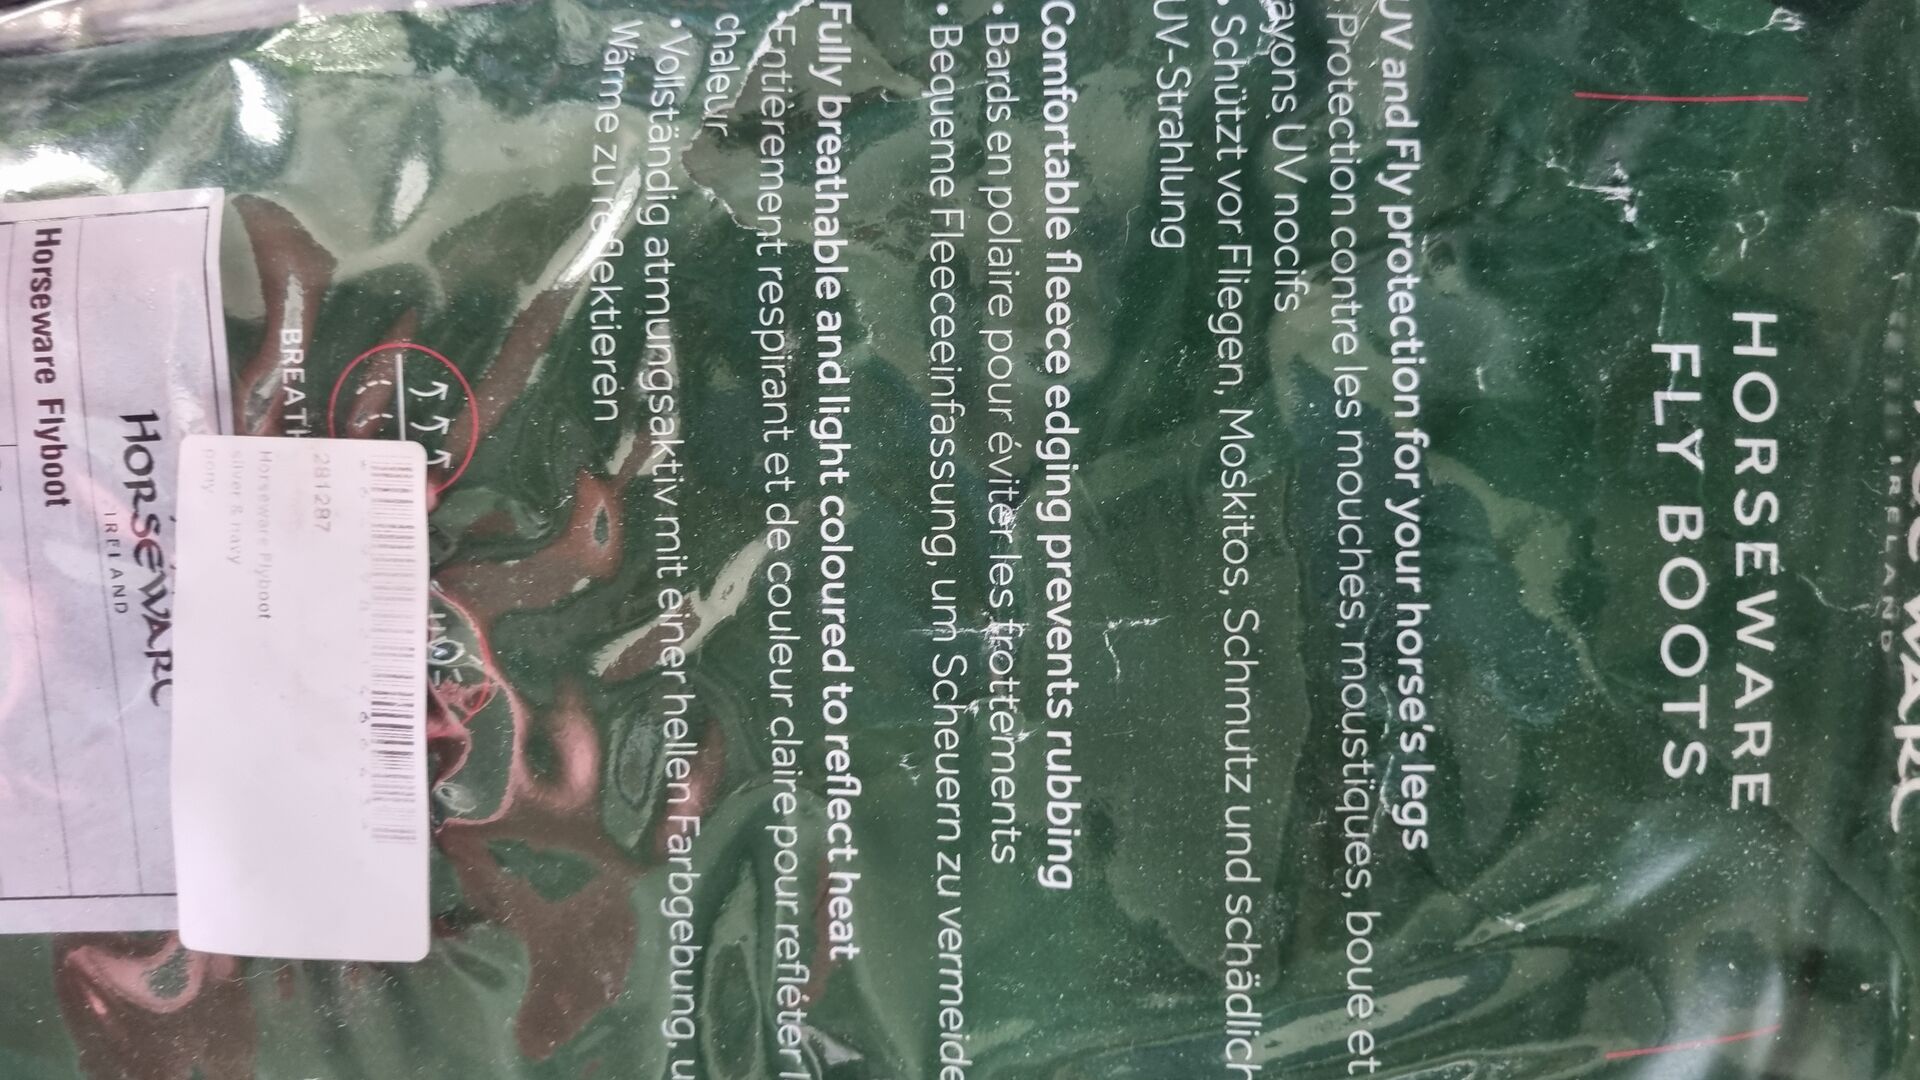 HORSEWARE
IRELAND
HORSEWARE
FLY BOOTS
UV and Fly protection for your horse's legs
• Protection contre les mouches, moustiques, boue et
rayons UV nocifs
• Schützt vor Fliegen, Moskitos, Schmutz und schädlich
UV-Strahlung
Comfortable fleece edging prevents rubbing
• Bards en polaire pour éviter les frottements
• Bequeme Fleeceeinfassung, um Scheuern zu vermeide
Fully breathable and light coloured to reflect heat
Entièrement respirant et de couleur claire pour refléter l
chaleur
• Vollständig atmungsaktiv mit einer hellen Farbgebung, u
Wärme zu reflektieren
BREATH
281287
Horseware Flyboot
silver & navy
pony
HORSEWARE
IRELAND
Horseware Flyboot